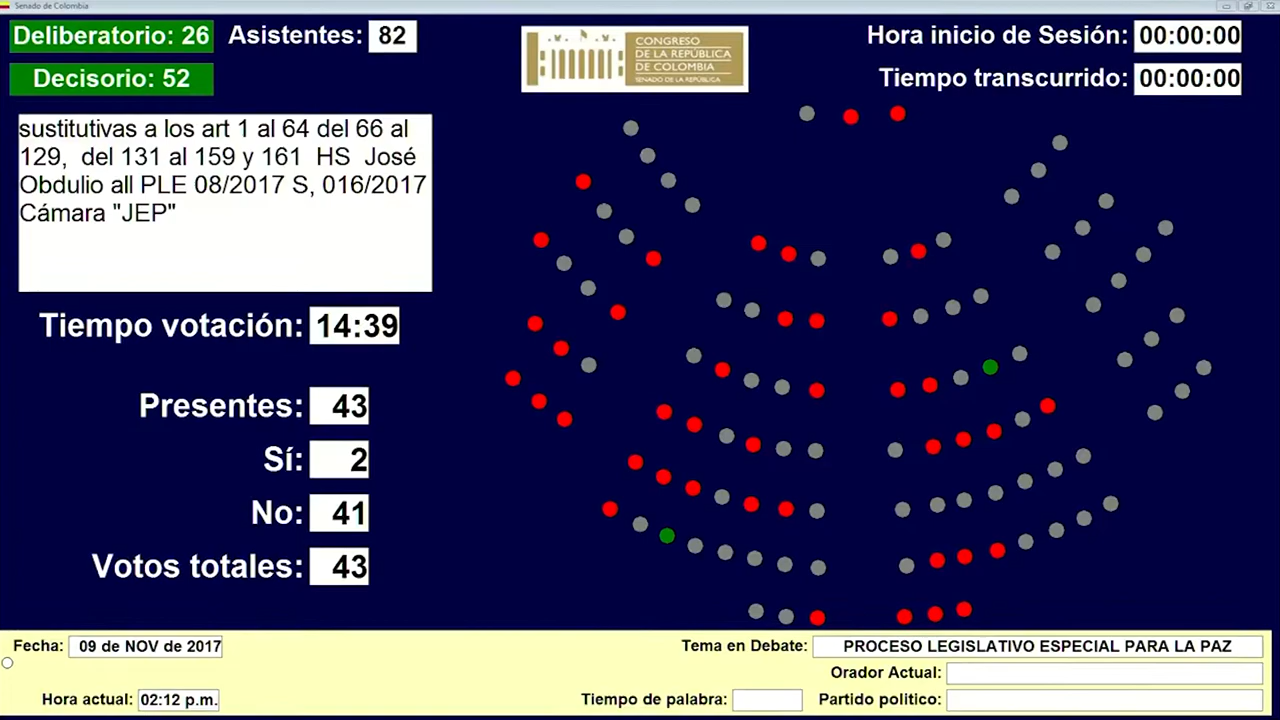 Senado de Colombia
Deliberatorio: 26
Asistentes: 82
Decisorio: 52
CONGRESO
DE LA REPÚBLICA
DE COLOMBIA
SENADO DE LA REPÚBLICA
Hora inicio de Sesión: 00:00:00
Tiempo transcurrido: 00:00:00
sustitutivas a los art 1 al 64 del 66 al
129, del 131 al 159 y 161 HS José
Obdulio all PLE 08/2017 S, 016/2017
Cámara "JEP"
Tiempo votación: 14:39
Presentes: 43
Sí: 2
No: 41
Votos totales: 43
Fecha: 09 de NOV de 2017
Hora actual: 02:12 p.m.
Tema en Debate: PROCESO LEGISLATIVO ESPECIAL PARA LA PAZ
Orador Actual:
Tiempo de palabra:
Partido politico: